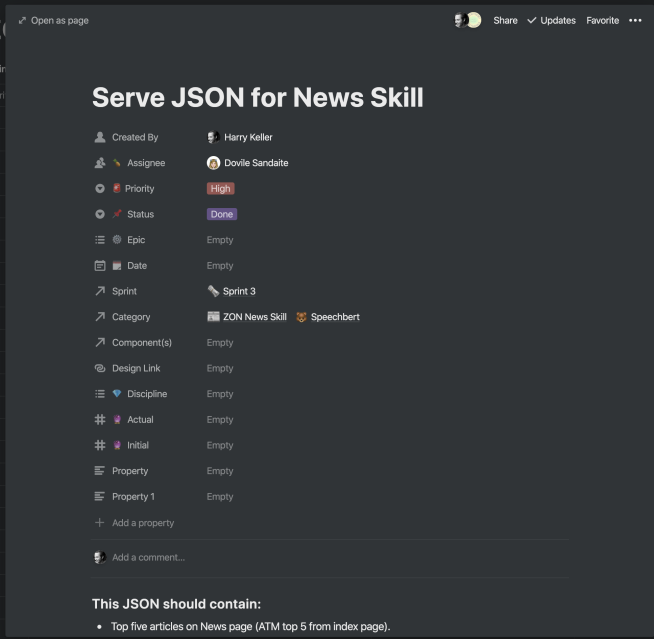 Open as page
Share
Updates
Favorite
Serve JSON for News Skill
Created By Harry Keller
Assignee Dovile Sandaite
Priority High
Status Done
Epic Empty
Date Empty
Sprint Sprint 3
Category ZON News Skill Speechbert
Component(s) Empty
Design Link Empty
Discipline Empty
Actual Empty
Initial Empty
Property Empty
Property 1 Empty
Add a property
Add a comment...
This JSON should contain:
• Top five articles on News page (ATM top 5 from index page).